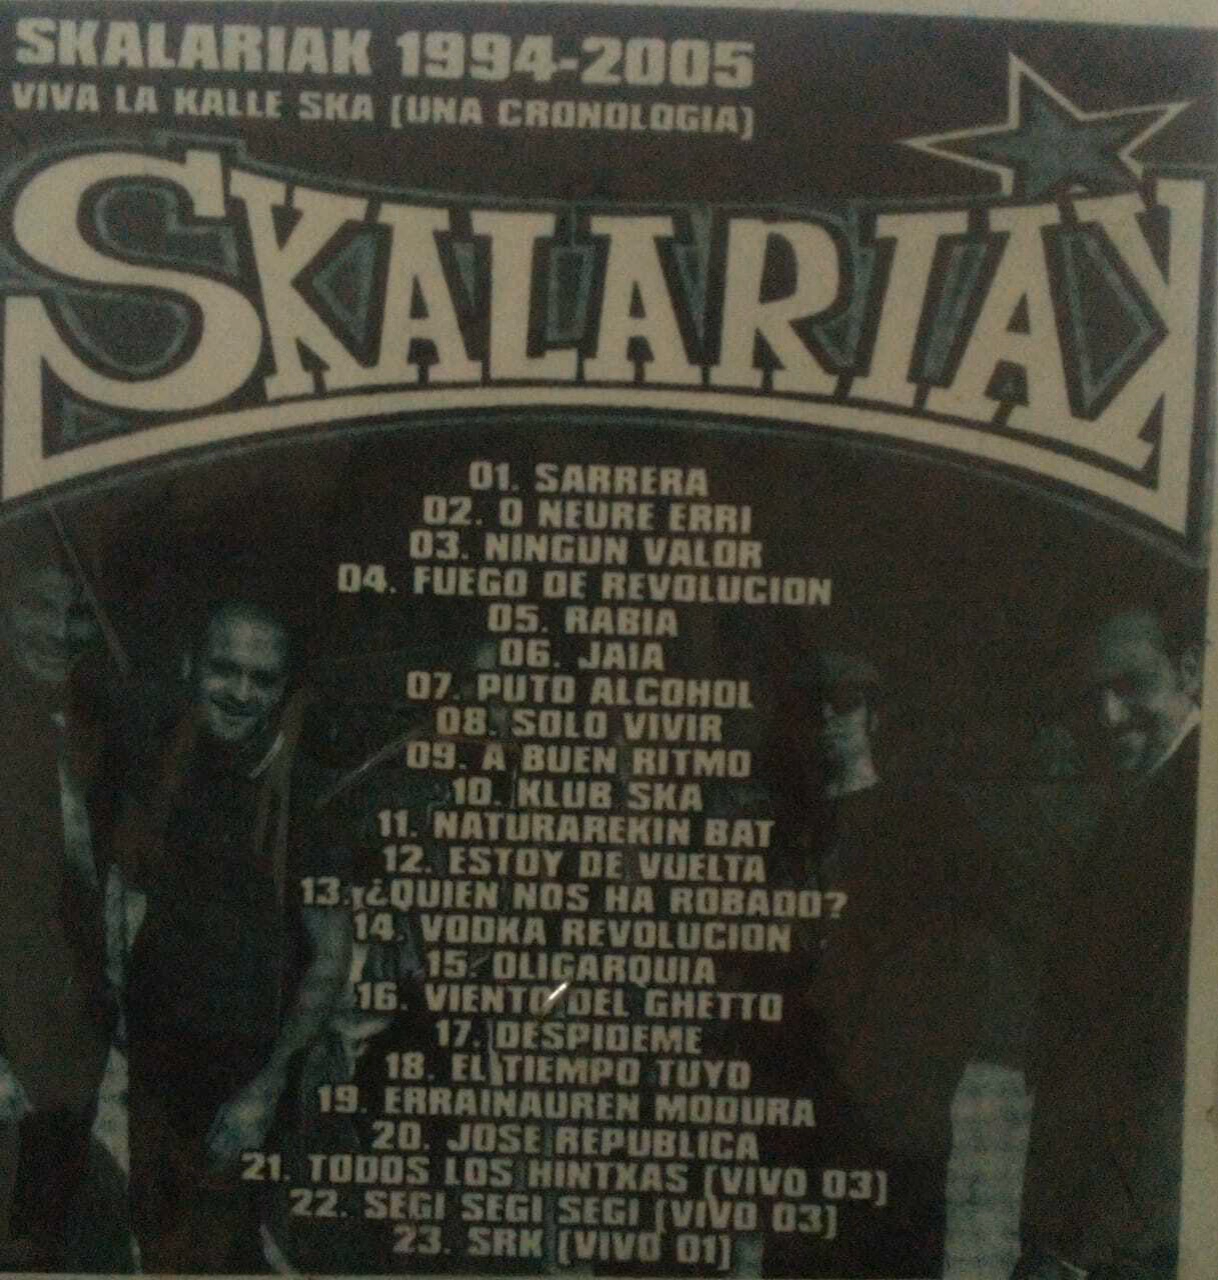 SKALARIAK 1994-2005
VIVA LA KALLE SKA [UNA CRONOLOGIA]
SKALARIAK
01. SARRERA
02. O NEURE ERRI
03. NINGUN VALOR
04. FUEGO DE REVOLUCION
05. RABIA
06. JAIA
07. PUTO ALCOHOL
08. SOLO VIVIR
09. A BUEN RITMO
10. KLUB SKA
11. NATURAREKIN BAT
12. ESTOY DE VUELTA
13. ¿QUIEN NOS HA ROBADO?
14. VODKA REVOLUCION
15. OLIGARQUIA
16. VIENTO DEL GHETTO
17. DESPIDEME
18. EL TIEMPO TUYO
19. ERRAINAUREN MODURA
20. JOSE REPUBLICA
21. TODOS LOS HINTXAS [VIVO 03]
22. SEGI SEGI SEGI [VIVO 03]
23. SRK [VIVO 01]